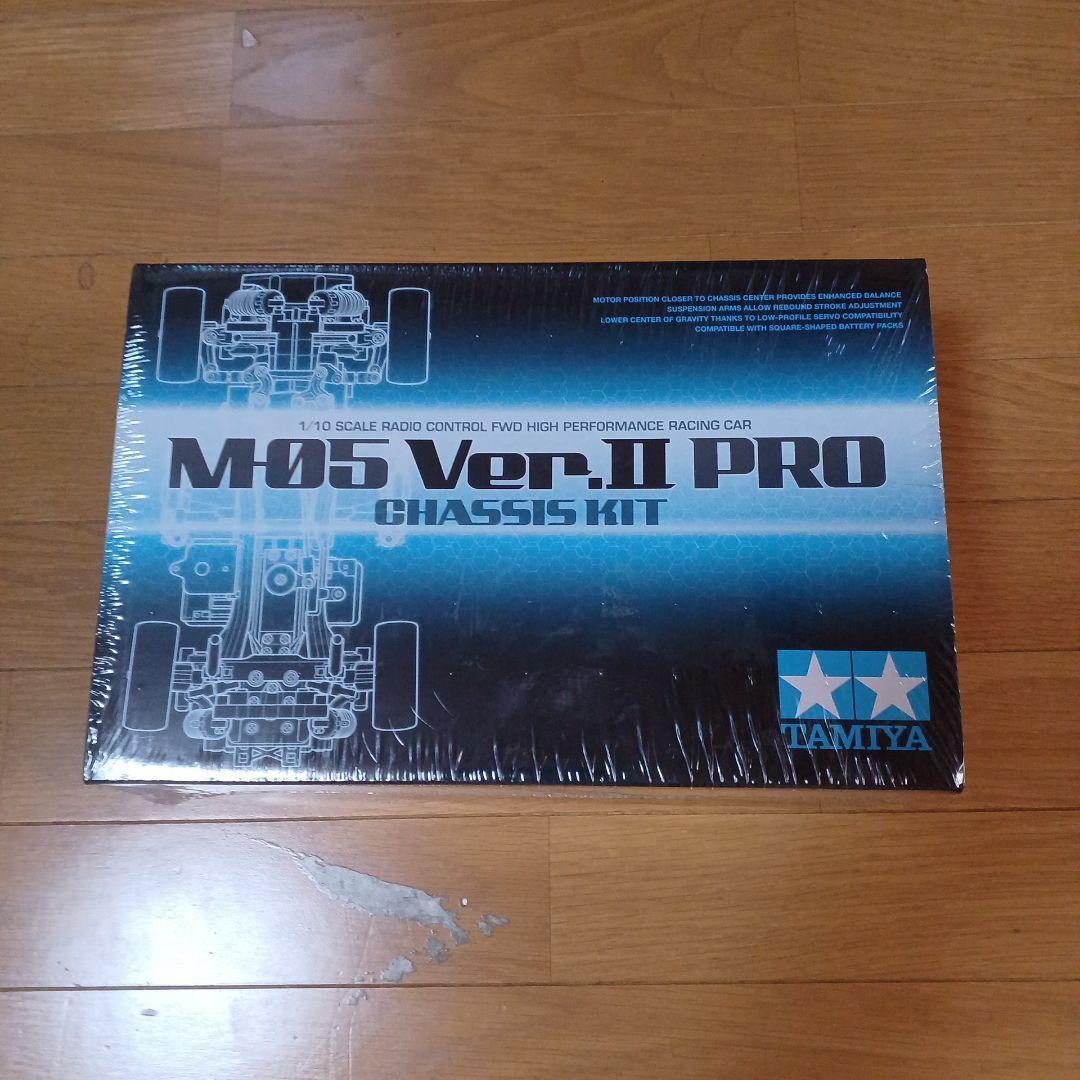 MOTOR POSITION CLOSER TO CHASSIS CENTER PROVIDES ENHANCED BALANCE
SUSPENSION ARMS ALLOW REBOUND STROKE ADJUSTMENT
LOWER CENTER OF GRAVITY THANKS TO LOW-PROFILE SERVO COMPATIBILITY
COMPATIBLE WITH SQUARE-SHAPED BATTERY PACKS
1/10 SCALE RADIO CONTROL FWD HIGH PERFORMANCE RACING CAR
M-05 Ver.II PRO
CHASSIS KIT
TAMIYA